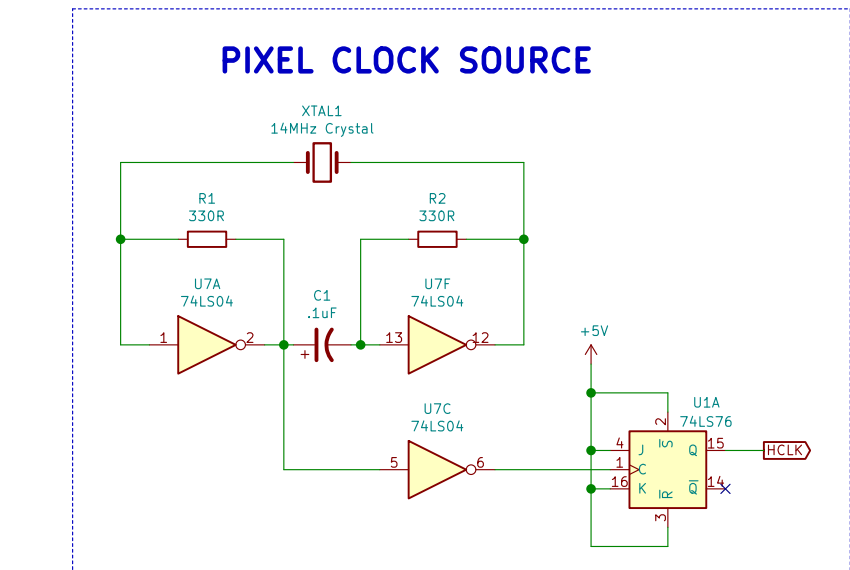 PIXEL CLOCK SOURCE
XTAL1
14MHz Crystal
R1
330R
R2
330R
U7A
74LS04
1
2
C1
.1uF
+
U7F
74LS04
13
12
+5V
U7C
74LS04
5
6
U1A
74LS76
2
4
J
S
Q
15
HCLK
1
C
16
K
R
Q
14
3